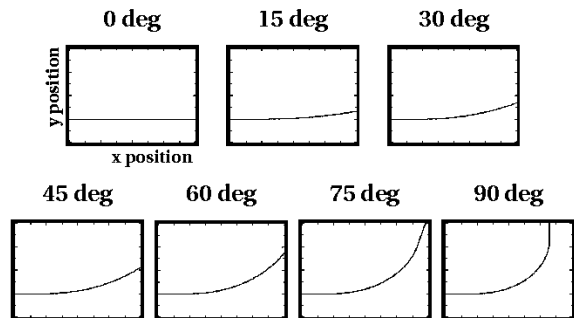 0 deg 15 deg 30 deg
y position
x position
45 deg 60 deg 75 deg 90 deg